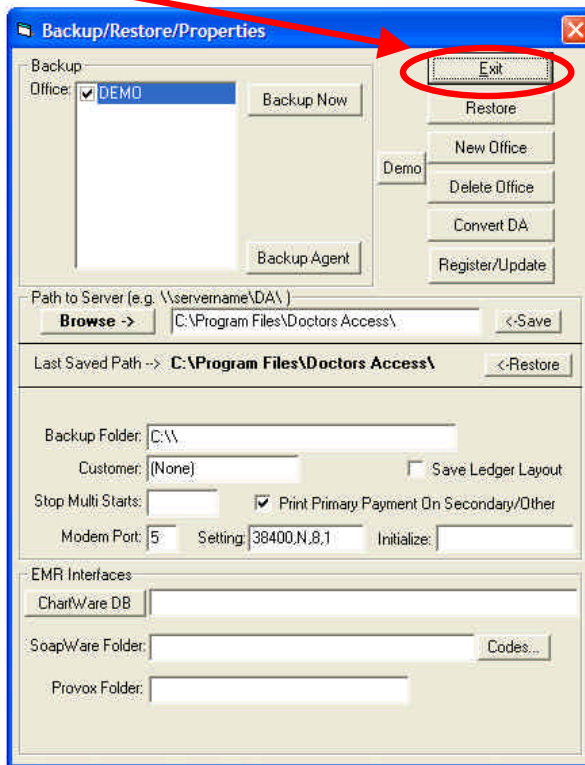 Backup/Restore/Properties
Backup
Office: DEMO
Backup Now
Backup Agent
Demo
Exit
Restore
New Office
Delete Office
Convert DA
Register/Update
Path to Server (e.g. \\servername\DA\ )
Browse -> C:\Program Files\Doctors Access\ <-Save
Last Saved Path --> C:\Program Files\Doctors Access\ <-Restore
Backup Folder: C:\\
Customer: (None) Save Ledger Layout
Stop Multi Starts: Print Primary Payment On Secondary/Other
Modem Port: 5 Setting: 38400,N,8,1 Initialize:
EMR Interfaces
ChartWare DB
SoapWare Folder: Codes...
Provox Folder: